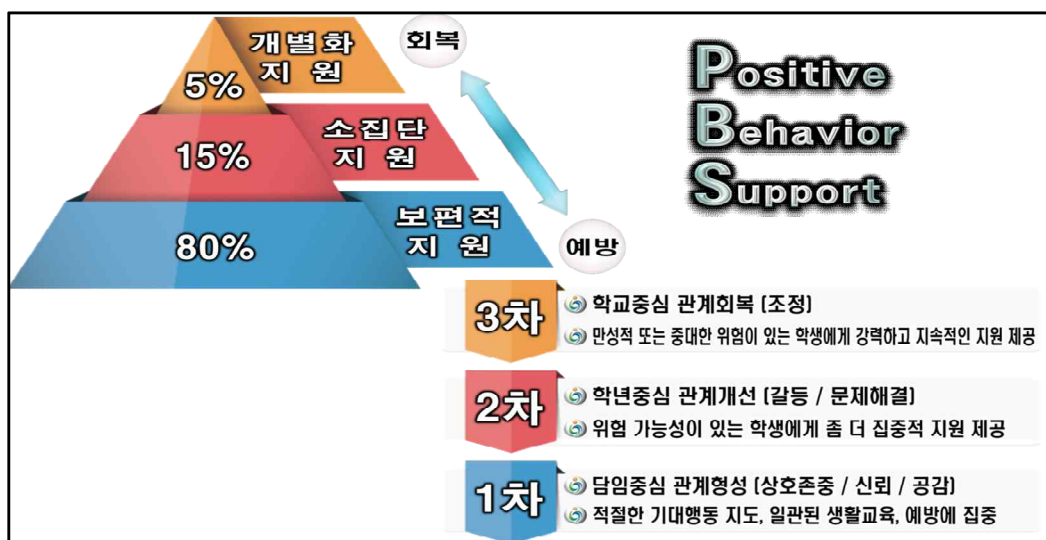 개별화
지 원
회복
5%
소집단
지 원
15%
보편적
지 원
80%
예방
Positive
Behavior
Support
3차
학교중심 관계회복 (조정)
만성적 또는 중대한 위험이 있는 학생에게 강력하고 지속적인 지원 제공
2차
학년중심 관계개선 (갈등 / 문제해결)
위험 가능성이 있는 학생에게 좀 더 집중적 지원 제공
1차
담임중심 관계형성 (상호존중 / 신뢰 / 공감)
적절한 기대행동 지도, 일관된 생활교육, 예방에 집중